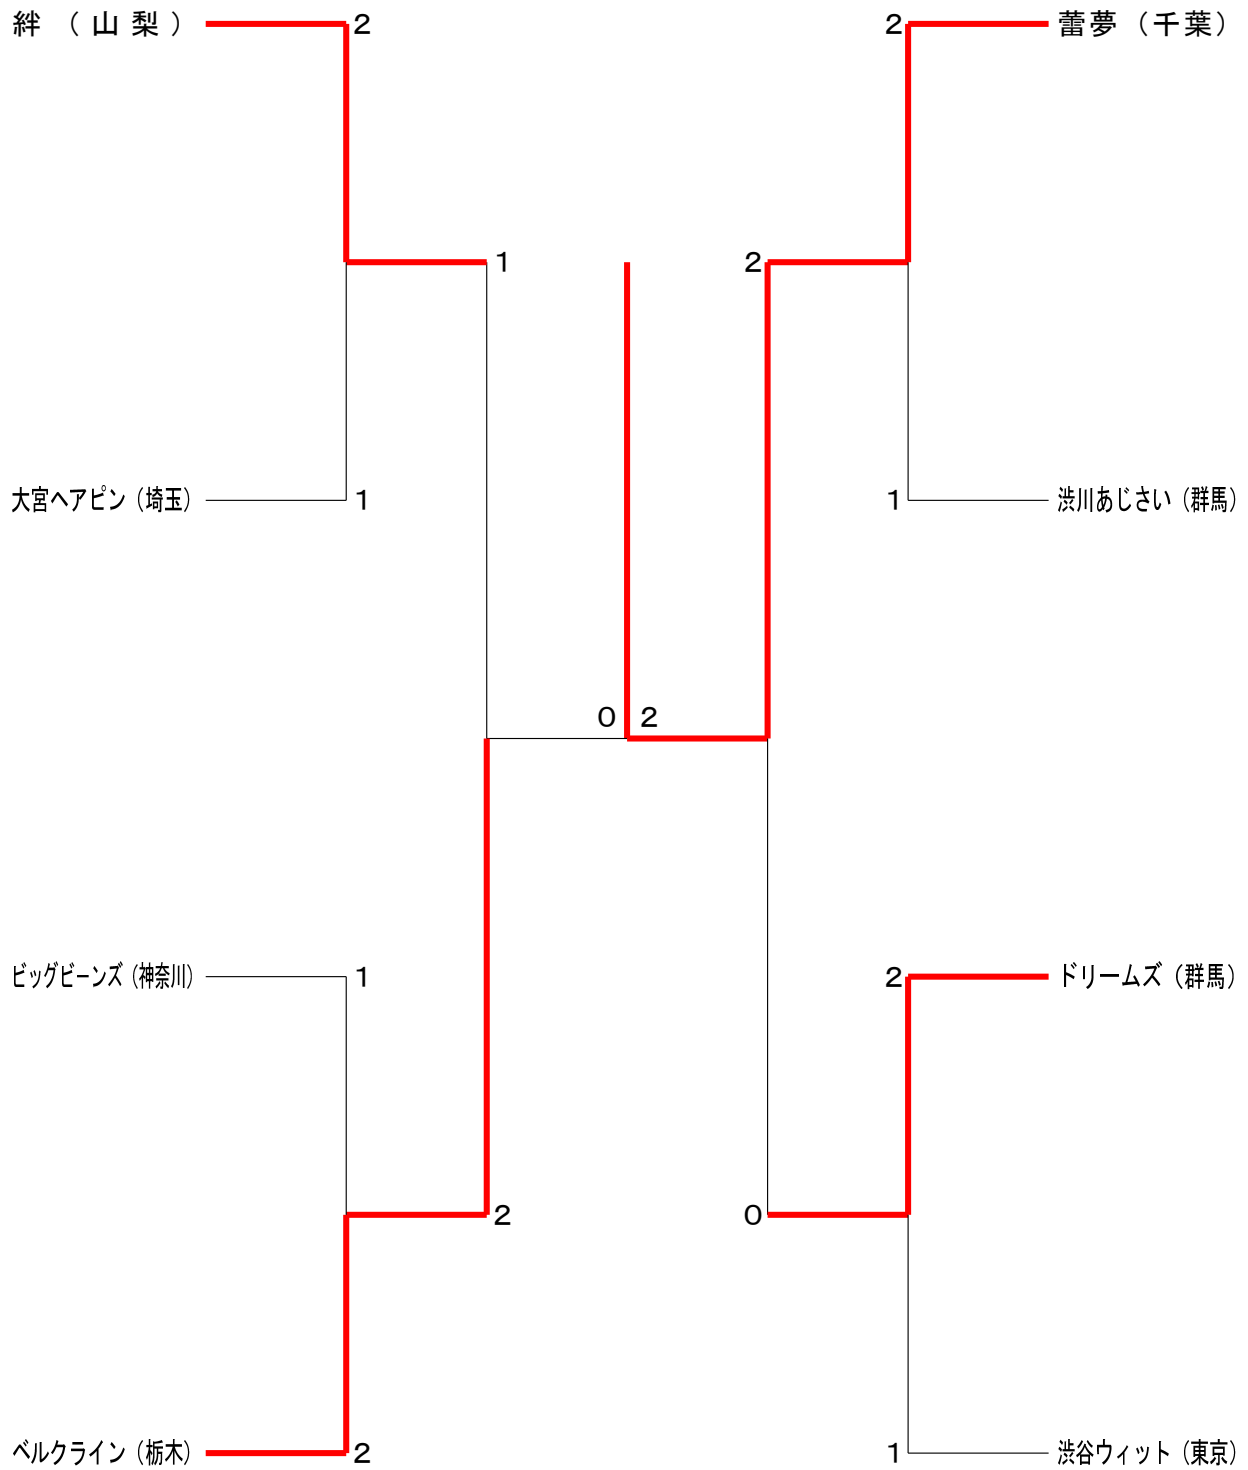 絆（山梨）
2
2
蕾夢（千葉）
1
2
大宮ヘアピン（埼玉）
1
1
渋川あじさい（群馬）
0
2
ビッグビーンズ（神奈川）
1
2
ドリームズ（群馬）
2
0
ベルクライン（栃木）
2
1
渋谷ウィット（東京）